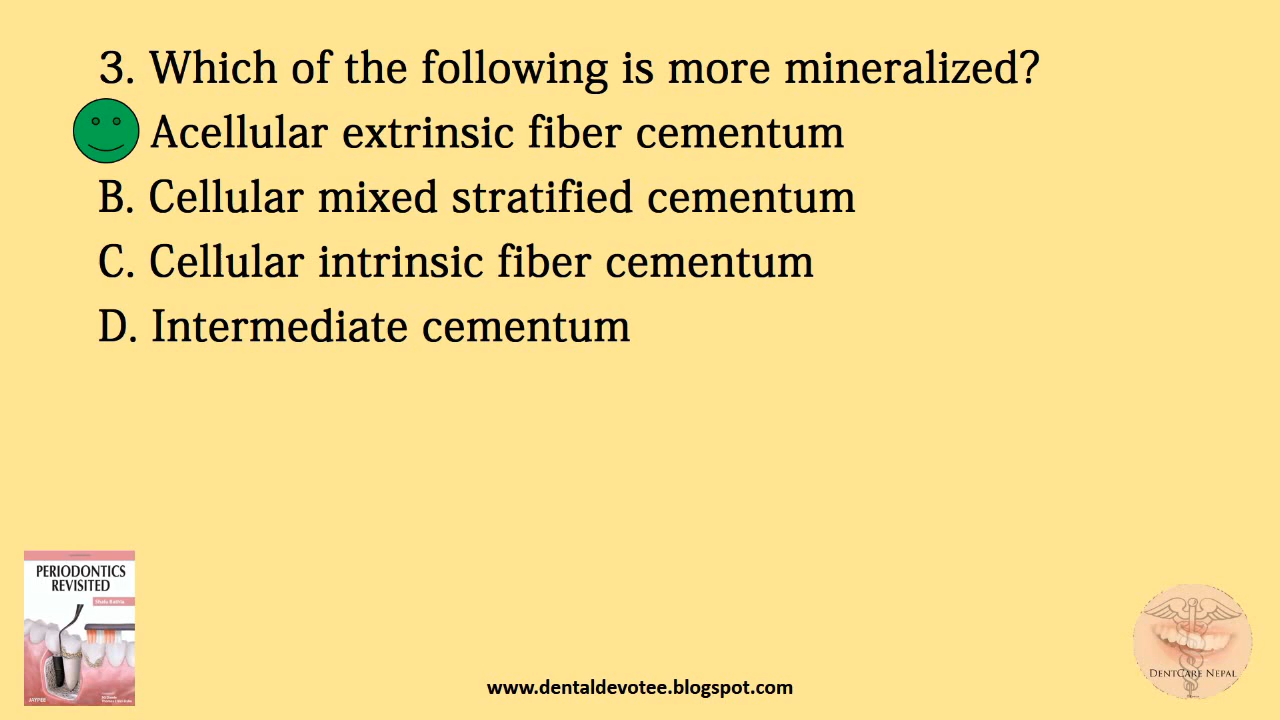 3. Which of the following is more mineralized?
Acellular extrinsic fiber cementum
B. Cellular mixed stratified cementum
C. Cellular intrinsic fiber cementum
D. Intermediate cementum
PERIODONTICS
REVISITED
www.dentaldevotee.blogspot.com
DENTCARE NEPAL